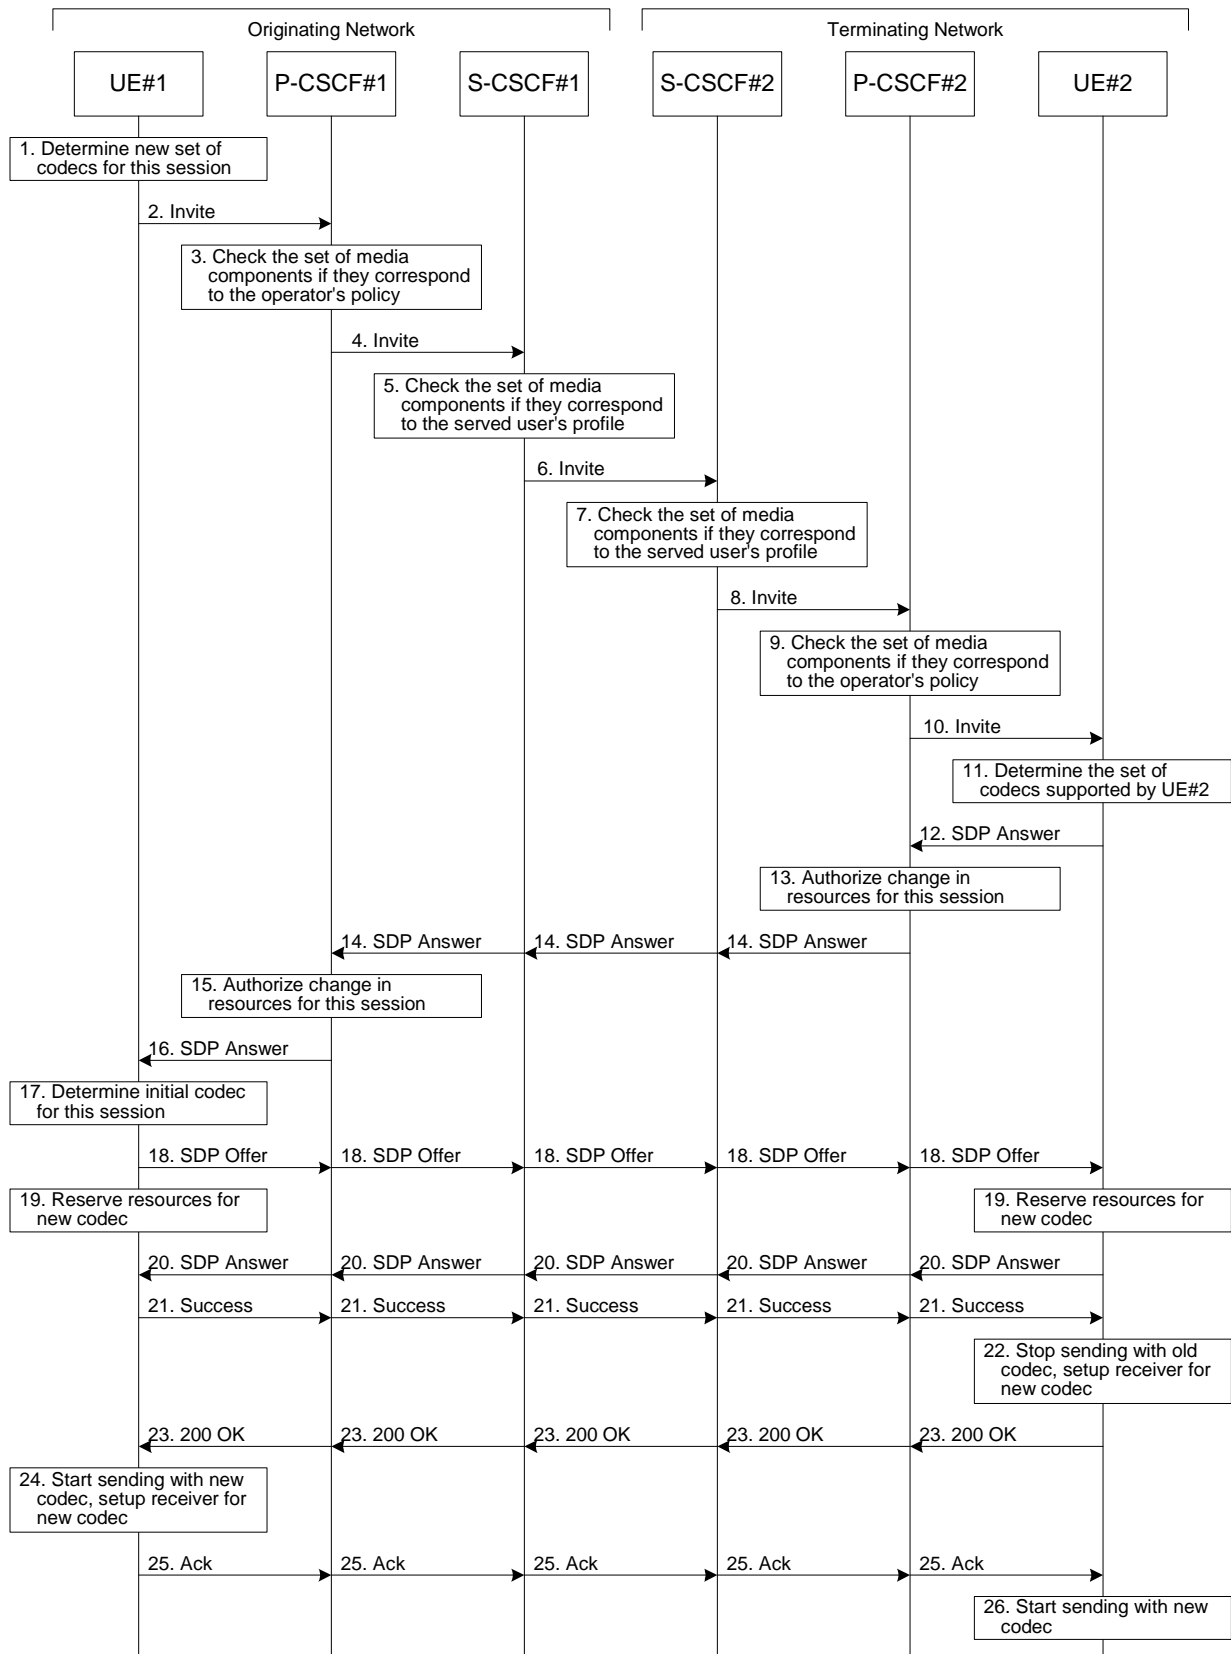 Originating Network
Terminating Network
UE#1
P-CSCF#1
S-CSCF#1
S-CSCF#2
P-CSCF#2
UE#2
1. Determine new set of
codecs for this session
2. Invite
3. Check the set of media
components if they correspond
to the operator's policy
4. Invite
5. Check the set of media
components if they correspond
to the served user's profile
6. Invite
7. Check the set of media
components if they correspond
to the served user's profile
8. Invite
9. Check the set of media
components if they correspond
to the operator's policy
10. Invite
11. Determine the set of
codecs supported by UE#2
12. SDP Answer
13. Authorize change in
resources for this session
14. SDP Answer
14. SDP Answer
14. SDP Answer
15. Authorize change in
resources for this session
16. SDP Answer
17. Determine initial codec
for this session
18. SDP Offer
18. SDP Offer
18. SDP Offer
18. SDP Offer
18. SDP Offer
19. Reserve resources for
new codec
19. Reserve resources for
new codec
20. SDP Answer
20. SDP Answer
20. SDP Answer
20. SDP Answer
20. SDP Answer
21. Success
21. Success
21. Success
21. Success
21. Success
22. Stop sending with old
codec, setup receiver for
new codec
23. 200 OK
23. 200 OK
23. 200 OK
23. 200 OK
23. 200 OK
24. Start sending with new
codec, setup receiver for
new codec
25. Ack
25. Ack
25. Ack
25. Ack
25. Ack
26. Start sending with new
codec